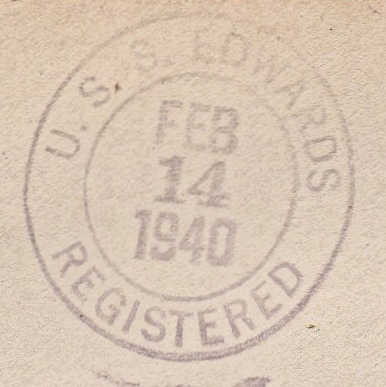 U. S. S. EDWARDS
FEB
14
1940
REGISTERED